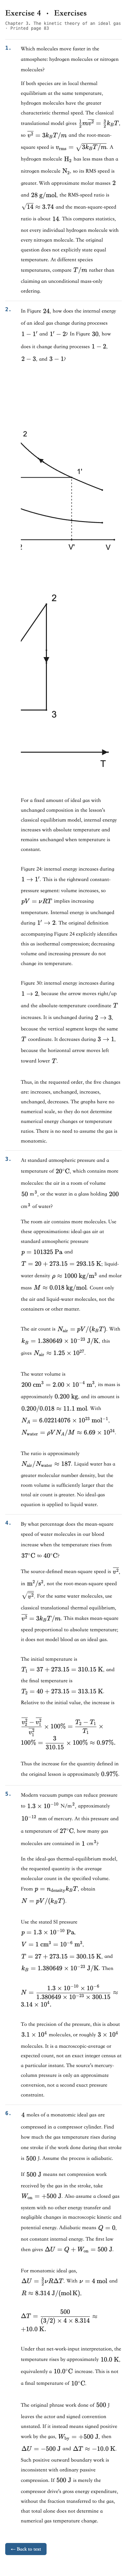 Exercise 4 · Exercises
Chapter 3. The kinetic theory of an ideal gas
· Printed page 83
1. Which molecules move faster in the
atmosphere: hydrogen molecules or nitrogen
molecules?
If both species are in local thermal
equilibrium at the same temperature,
hydrogen molecules have the greater
characteristic thermal speed. The classical
translational model gives ½m v̅² = 3/2 k_B T,
so v̅² = 3k_B T/m and the root-mean-
square speed is v_rms = √(3k_B T/m). A
hydrogen molecule H₂ has less mass than a
nitrogen molecule N₂, so its RMS speed is
greater. With approximate molar masses 2
and 28 g/mol, the RMS-speed ratio is
√14 ≈ 3.74 and the mean-square-speed
ratio is about 14. This compares statistics,
not every individual hydrogen molecule with
every nitrogen molecule. The original
question does not explicitly state equal
temperature. At different species
temperatures, compare T/m rather than
claiming an unconditional mass-only
ordering.
2. In Figure 24, how does the internal energy
of an ideal gas change during processes
1 − 1′ and 1′ − 2? In Figure 30, how
does it change during processes 1 − 2,
2 − 3, and 3 − 1?
2
1′
V′ V
2
3
T
For a fixed amount of ideal gas with
unchanged composition in the lesson's
classical equilibrium model, internal energy
increases with absolute temperature and
remains unchanged when temperature is
constant.
Figure 24: internal energy increases during
1 → 1′. This is the rightward constant-
pressure segment: volume increases, so
pV = νRT implies increasing
temperature. Internal energy is unchanged
during 1′ → 2. The original definition
accompanying Figure 24 explicitly identifies
this as isothermal compression; decreasing
volume and increasing pressure do not
change its temperature.
Figure 30: internal energy increases during
1 → 2, because the arrow moves right/up
and the absolute temperature coordinate T
increases. It is unchanged during 2 → 3,
because the vertical segment keeps the same
T coordinate. It decreases during 3 → 1,
because the horizontal arrow moves left
toward lower T.
Thus, in the requested order, the five changes
are: increases, unchanged, increases,
unchanged, decreases. The graphs give no
numerical scale, so they do not determine
numerical energy changes or temperature
ratios. There is no need to assume the gas is
monatomic.
3. At standard atmospheric pressure and a
temperature of 20°C, which contains more
molecules: the air in a room of volume
50 m³, or the water in a glass holding 200
cm³ of water?
The room air contains more molecules. Use
these approximations: ideal-gas air at
standard atmospheric pressure
p = 101325 Pa and
T = 20 + 273.15 = 293.15 K; liquid-
water density ρ ≈ 1000 kg/m³ and molar
mass M ≈ 0.018 kg/mol. Count only
the air and liquid-water molecules, not the
containers or other matter.
The air count is N_air = pV/(k_B T). With
k_B = 1.380649 × 10⁻²³ J/K, this
gives N_air ≈ 1.25 × 10²⁷.
The water volume is
200 cm³ = 2.00 × 10⁻⁴ m³, its mass is
approximately 0.200 kg, and its amount is
0.200/0.018 ≈ 11.1 mol. With
N_A = 6.02214076 × 10²³ mol⁻¹,
N_water = ρV N_A/M ≈ 6.69 × 10²⁴.
The ratio is approximately
N_air/N_water ≈ 187. Liquid water has a
greater molecular number density, but the
room volume is sufficiently larger that its
total air count is greater. No ideal-gas
equation is applied to liquid water.
4. By what percentage does the mean-square
speed of water molecules in our blood
increase when the temperature rises from
37°C to 40°C?
The source-defined mean-square speed is v̅²,
in m²/s², not the root-mean-square speed
√v̅². For water molecules, use the
classical translational thermal equilibrium,
v̅² = 3k_B T/m. This makes mean-square
speed proportional to absolute temperature;
it does not model blood as an ideal gas.
The initial temperature is
T₁ = 37 + 273.15 = 310.15 K, and
the final temperature is
T₂ = 40 + 273.15 = 313.15 K.
Relative to the initial value, the increase is
(v̅₂² − v̅₁²)/v̅₁² × 100% = (T₂ − T₁)/T₁ ×
100% = 3/310.15 × 100% ≈ 0.97%.
Thus the increase for the quantity defined in
the original lesson is approximately 0.97%.
5. Modern vacuum pumps can reduce pressure
to 1.3 × 10⁻¹⁰ N/m², approximately
10⁻¹² mm of mercury. At this pressure and
a temperature of 27°C, how many gas
molecules are contained in 1 cm³?
In the ideal-gas thermal-equilibrium model,
the requested quantity is the average
molecular count in the specified volume.
From p = n_density k_B T, obtain
N = pV/(k_B T).
Use the stated SI pressure
p = 1.3 × 10⁻¹⁰ Pa,
V = 1 cm³ = 10⁻⁶ m³,
T = 27 + 273.15 = 300.15 K, and
k_B = 1.380649 × 10⁻²³ J/K. Then
N = (1.3 × 10⁻¹⁰ × 10⁻⁶)/(1.380649 × 10⁻²³ × 300.15) ≈
3.14 × 10⁴.
To the precision of the pressure, this is about
3.1 × 10⁴ molecules, or roughly 3 × 10⁴
molecules. It is a macroscopic-average or
expected count, not an exact integer census at
a particular instant. The source's mercury-
column pressure is only an approximate
conversion, not a second exact pressure
constraint.
6. 4 moles of a monatomic ideal gas are
compressed in a compressor cylinder. Find
how much the gas temperature rises during
one stroke if the work done during that stroke
is 500 J. Assume the process is adiabatic.
If 500 J means net compression work
received by the gas in the stroke, take
W_on = +500 J. Also assume a closed gas
system with no other energy transfer and
negligible changes in macroscopic kinetic and
potential energy. Adiabatic means Q = 0,
not constant internal energy. The first law
then gives ΔU = Q + W_on = 500 J.
For monatomic ideal gas,
ΔU = 3/2 νRΔT. With ν = 4 mol and
R ≈ 8.314 J/(mol K),
ΔT ≈ 500/((3/2) × 4 × 8.314) ≈
+10.0 K.
Under that net-work-input interpretation, the
temperature rises by approximately 10.0 K,
equivalently a 10.0°C increase. This is not
a final temperature of 10°C.
The original phrase work done of 500 J
leaves the actor and signed convention
unstated. If it instead means signed positive
work by the gas, W_by = +500 J, then
ΔU = −500 J and ΔT ≈ −10.0 K.
Such positive outward boundary work is
inconsistent with ordinary passive
compression. If 500 J is merely the
compressor drive's gross energy expenditure,
without the fraction transferred to the gas,
that total alone does not determine a
numerical gas temperature change.
← Back to text